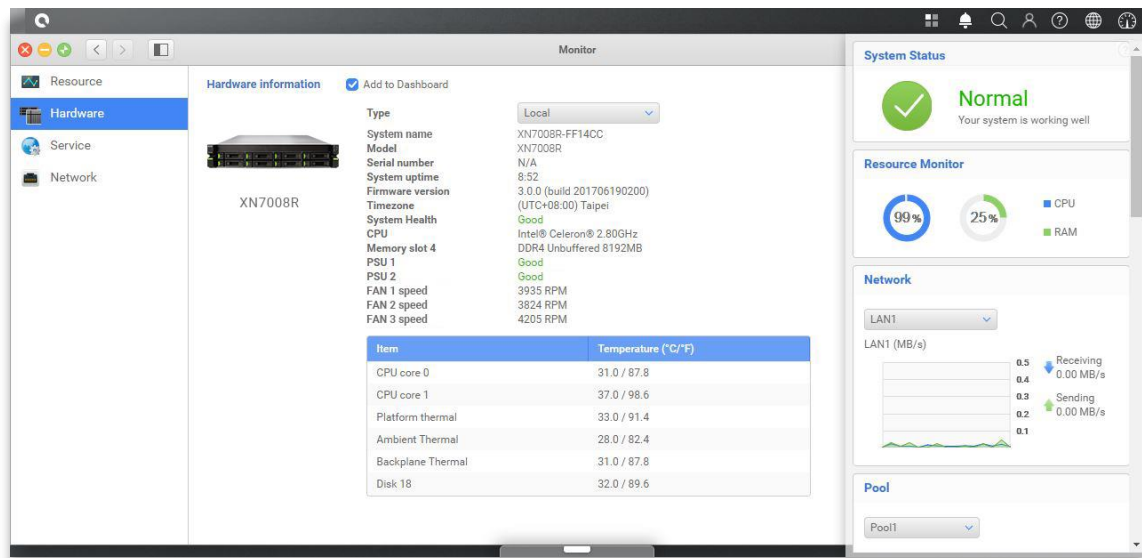 Monitor
Resource
Hardware
Service
Network
Hardware information
Add to Dashboard
XN7008R
Type Local
System name XN7008R-FF14CC
Model XN7008R
Serial number N/A
System uptime 8:52
Firmware version 3.0.0 (build 201706190200)
Timezone (UTC+08:00) Taipei
System Health Good
CPU Intel® Celeron® 2.80GHz
Memory slot 4 DDR4 Unbuffered 8192MB
PSU 1 Good
PSU 2 Good
FAN 1 speed 3935 RPM
FAN 2 speed 3824 RPM
FAN 3 speed 4205 RPM
Item Temperature (°C/°F)
CPU core 0 31.0 / 87.8
CPU core 1 37.0 / 98.6
Platform thermal 33.0 / 91.4
Ambient Thermal 28.0 / 82.4
Backplane Thermal 31.0 / 87.8
Disk 18 32.0 / 89.6
System Status
Normal
Your system is working well
Resource Monitor
99%
25%
CPU
RAM
Network
LAN1
LAN1 (MB/s)
0.5
0.4
0.3
0.2
0.1
Receiving
0.00 MB/s
Sending
0.00 MB/s
Pool
Pool1